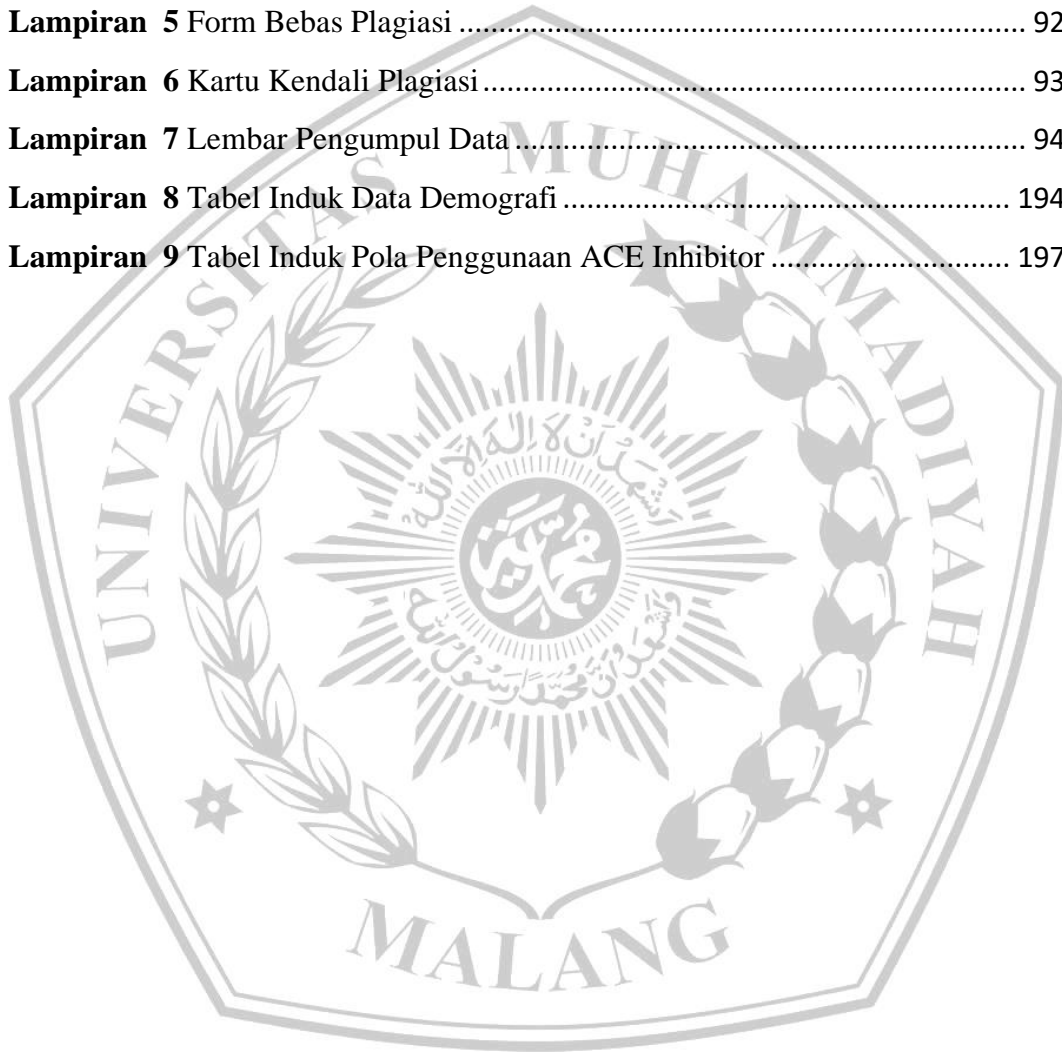 Lampiran 5 Form Bebas Plagiasi ........................................................................... 92
Lampiran 6 Kartu Kendali Plagiasi ........................................................................ 93
Lampiran 7 Lembar Pengumpul Data .................................................................... 94
Lampiran 8 Tabel Induk Data Demografi ............................................................ 194
Lampiran 9 Tabel Induk Pola Penggunaan ACE Inhibitor ................................ 197
UNIVERSITAS MUHAMMADIYAH
MALANG